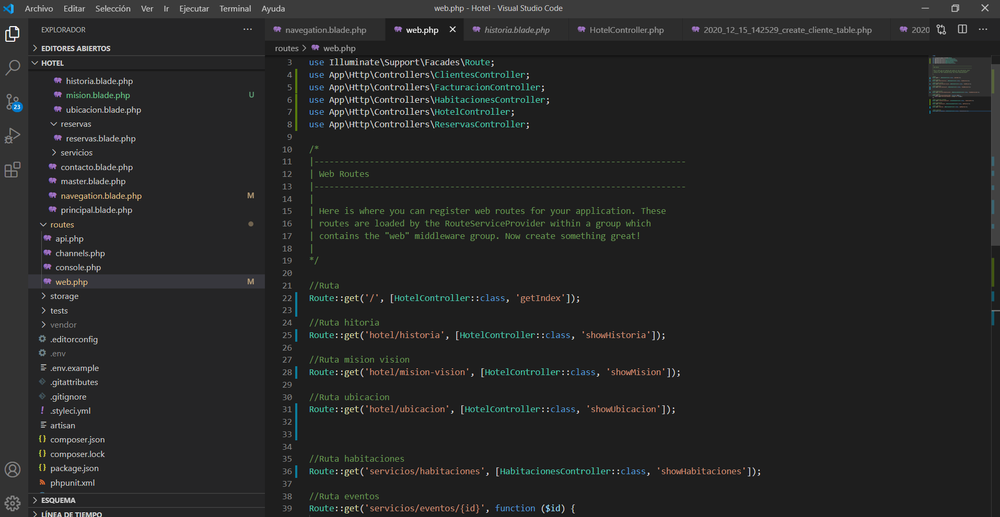 Archivo Editar Selección Ver Ir Ejecutar Terminal Ayuda
web.php - Hotel - Visual Studio Code
EXPLORADOR
EDITORES ABIERTOS
HOTEL
historia.blade.php
mision.blade.php U
ubicacion.blade.php
reservas
reservas.blade.php
servicios
contacto.blade.php
master.blade.php
navegation.blade.php M
principal.blade.php
routes
api.php
channels.php
console.php
web.php M
storage
tests
vendor
.editorconfig
.env
.env.example
.gitattributes
.gitignore
.styleci.yml
artisan
composer.json
composer.lock
package.json
phpunit.xml
ESQUEMA
LÍNEA DE TIEMPO
23
navegation.blade.php web.php historia.blade.php HotelController.php 2020_12_15_142529_create_cliente_table.php 2020
routes > web.php
3 use Illuminate\Support\Facades\Route;
4 use App\Http\Controllers\ClientesController;
5 use App\Http\Controllers\FacturacionController;
6 use App\Http\Controllers\HabitacionesController;
7 use App\Http\Controllers\HotelController;
8 use App\Http\Controllers\ReservasController;
9
10 /*
11 |--------------------------------------------------------------------------
12 | Web Routes
13 |--------------------------------------------------------------------------
14 |
15 | Here is where you can register web routes for your application. These
16 | routes are loaded by the RouteServiceProvider within a group which
17 | contains the "web" middleware group. Now create something great!
18 |
19 */
20
21 //Ruta
22 Route::get('/', [HotelController::class, 'getIndex']);
23
24 //Ruta hitoria
25 Route::get('hotel/historia', [HotelController::class, 'showHistoria']);
26
27 //Ruta mision vision
28 Route::get('hotel/mision-vision', [HotelController::class, 'showMision']);
29
30 //Ruta ubicacion
31 Route::get('hotel/ubicacion', [HotelController::class, 'showUbicacion']);
32
33
34
35 //Ruta habitaciones
36 Route::get('servicios/habitaciones', [HabitacionesController::class, 'showHabitaciones']);
37
38 //Ruta eventos
39 Route::get('servicios/eventos/{id}', function ($id) {